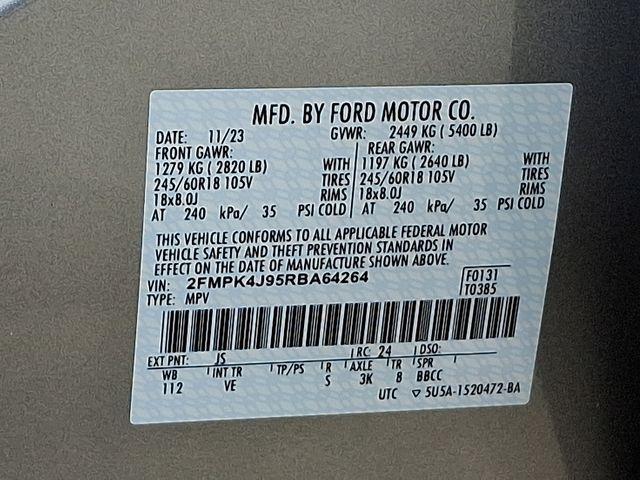 MFD. BY FORD MOTOR CO.
DATE: 11/23 GVWR: 2449 KG ( 5400 LB)
FRONT GAWR: REAR GAWR:
1279 KG ( 2820 LB) WITH 1197 KG ( 2640 LB) WITH
245/60R18 105V TIRES 245/60R18 105V TIRES
18x8.0J RIMS 18x8.0J RIMS
AT 240 kPa/ 35 PSI COLD AT 240 kPa/ 35 PSI COLD
THIS VEHICLE CONFORMS TO ALL APPLICABLE FEDERAL MOTOR
VEHICLE SAFETY AND THEFT PREVENTION STANDARDS IN
EFFECT ON THE DATE OF MANUFACTURE SHOWN ABOVE.
VIN: 2FMPK4J95RBA64264 F0131
TYPE: MPV T0385
EXT PNT: JS RC: 24 DSO:
WB INT TR TP/PS R AXLE TR SPR
112 VE S 3K 8 BBCC
UTC ▽ 5U5A-1520472-BA